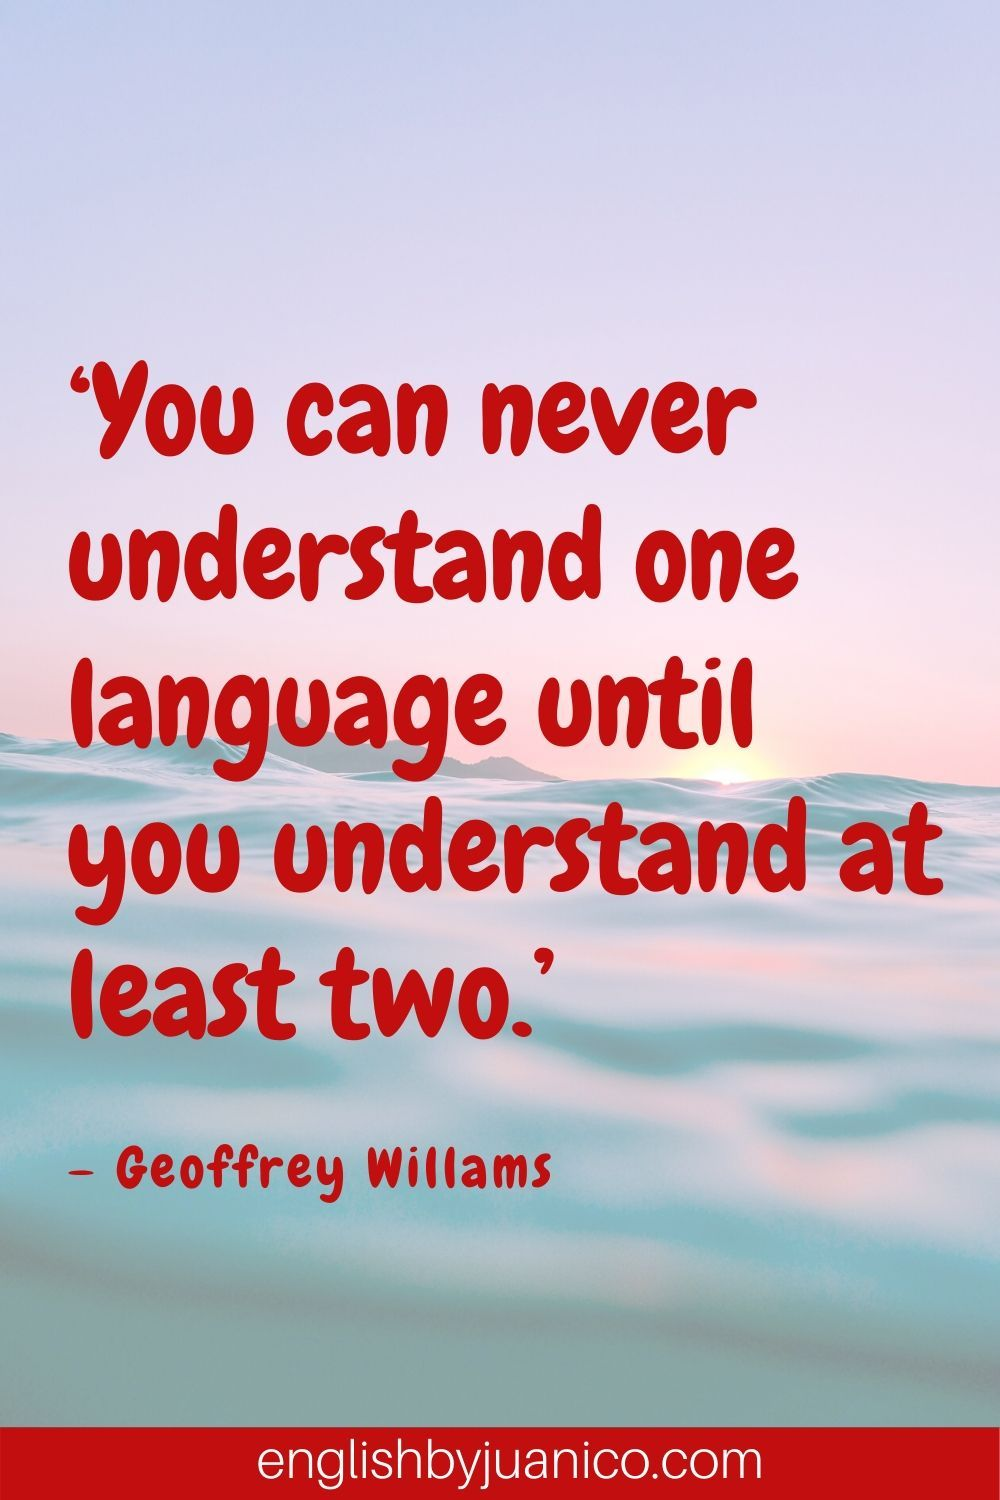 ‘You can never
understand one
language until
you understand at
least two.’
– Geoffrey Willams
englishbyjuanico.com